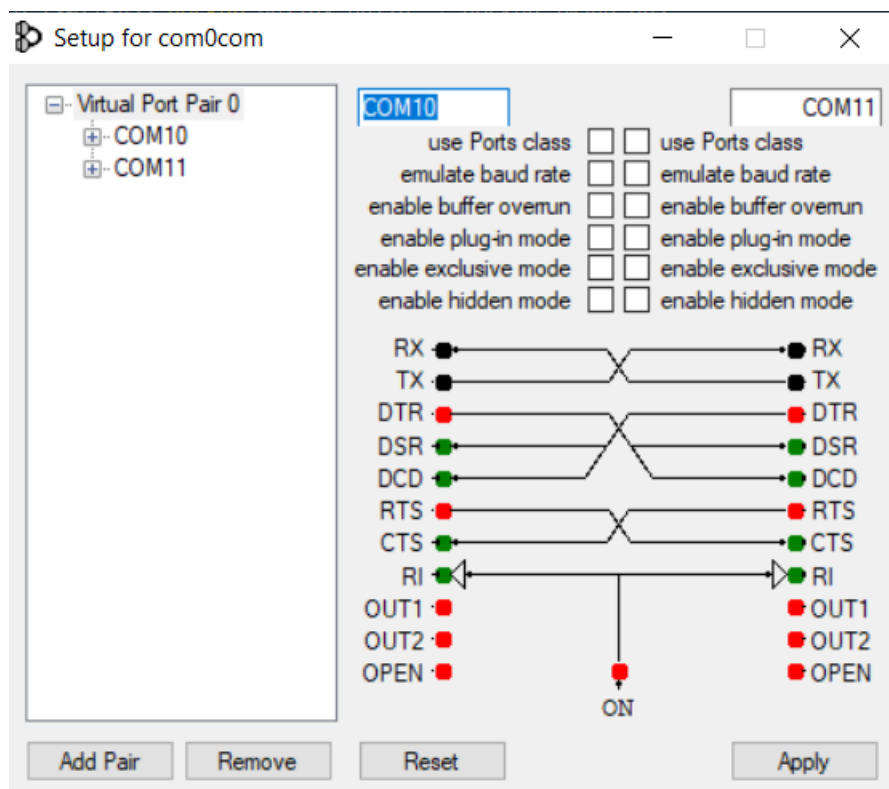 Setup for com0com
Virtual Port Pair 0
COM10
COM11
COM10 COM11
use Ports class use Ports class
emulate baud rate emulate baud rate
enable buffer overrun enable buffer overrun
enable plug-in mode enable plug-in mode
enable exclusive mode enable exclusive mode
enable hidden mode enable hidden mode
RX RX
TX TX
DTR DTR
DSR DSR
DCD DCD
RTS RTS
CTS CTS
RI RI
OUT1 OUT1
OUT2 OUT2
OPEN OPEN
ON
Add Pair Remove Reset Apply